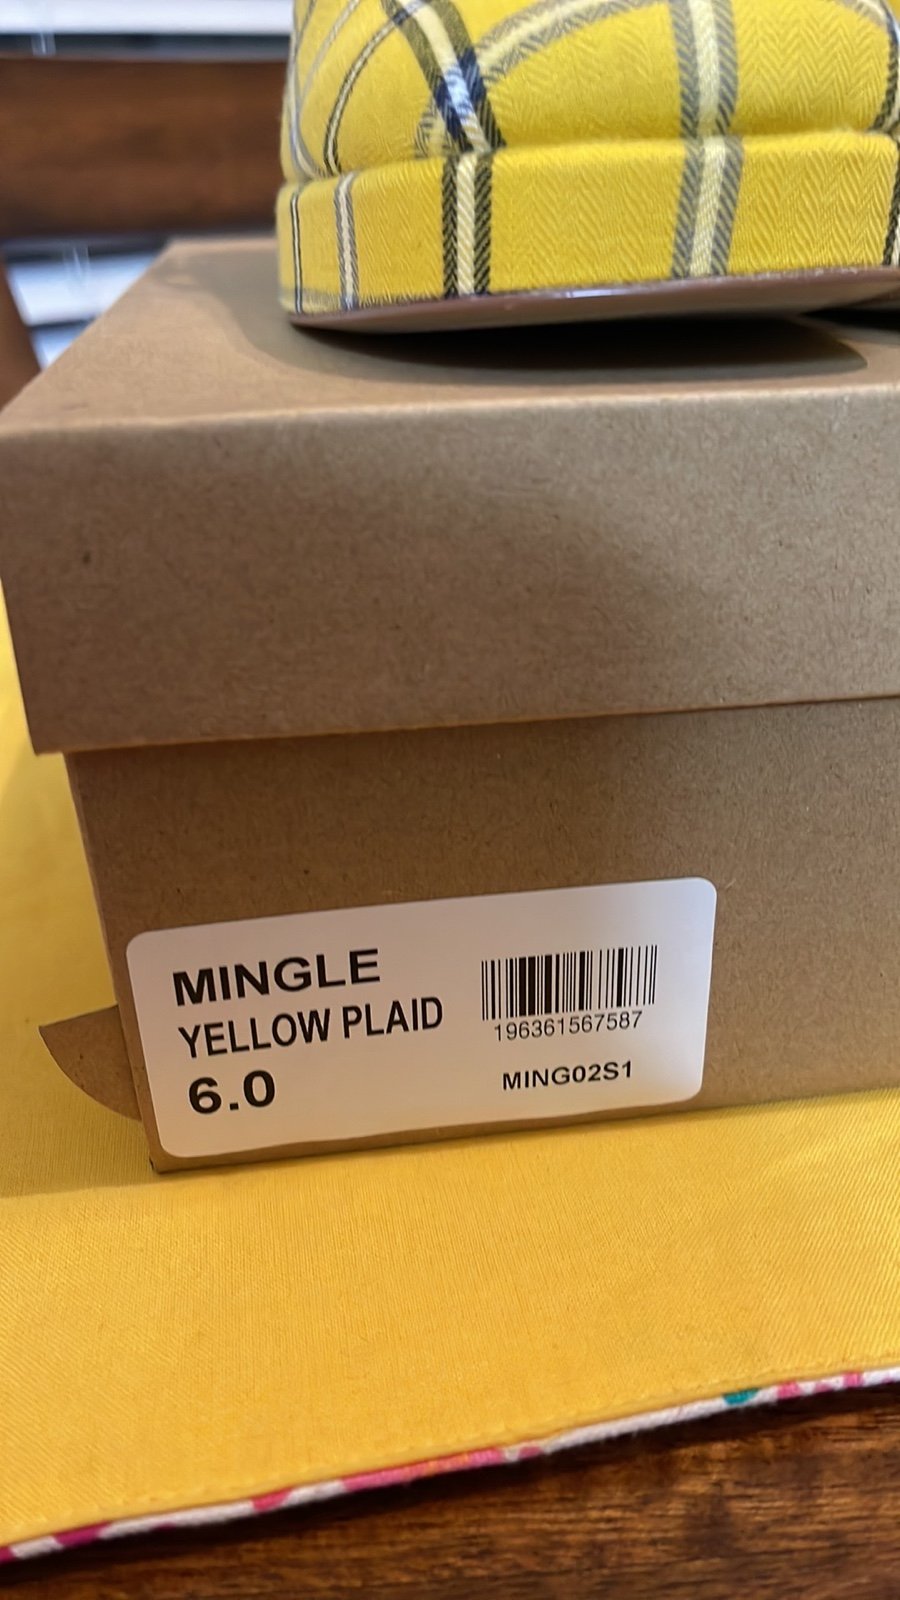 MINGLE
YELLOW PLAID
6.0
196361567587
MING02S1